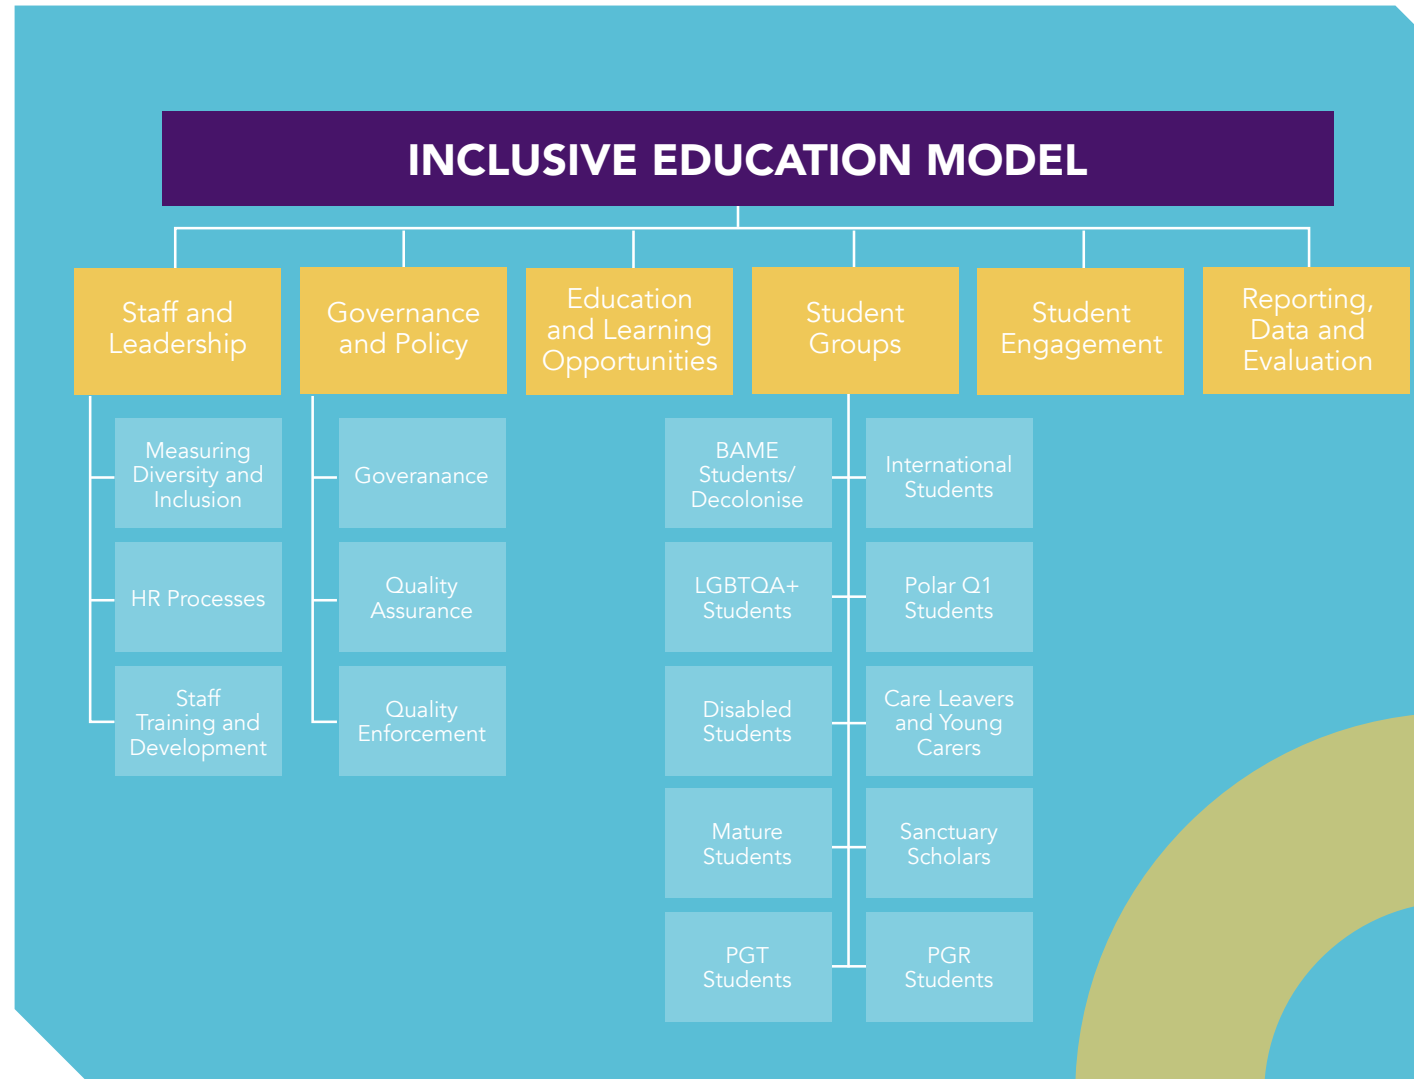 INCLUSIVE EDUCATION MODEL
Staff and
Leadership
Governance
and Policy
Education
and Learning
Opportunities
Student
Groups
Student
Engagement
Reporting,
Data and
Evaluation
Measuring
Diversity and
Inclusion
HR Processes
Staff
Training and
Development
Goveranance
Quality
Assurance
Quality
Enforcement
BAME
Students/
Decolonise
International
Students
LGBTQA+
Students
Polar Q1
Students
Disabled
Students
Care Leavers
and Young
Carers
Mature
Students
Sanctuary
Scholars
PGT
Students
PGR
Students